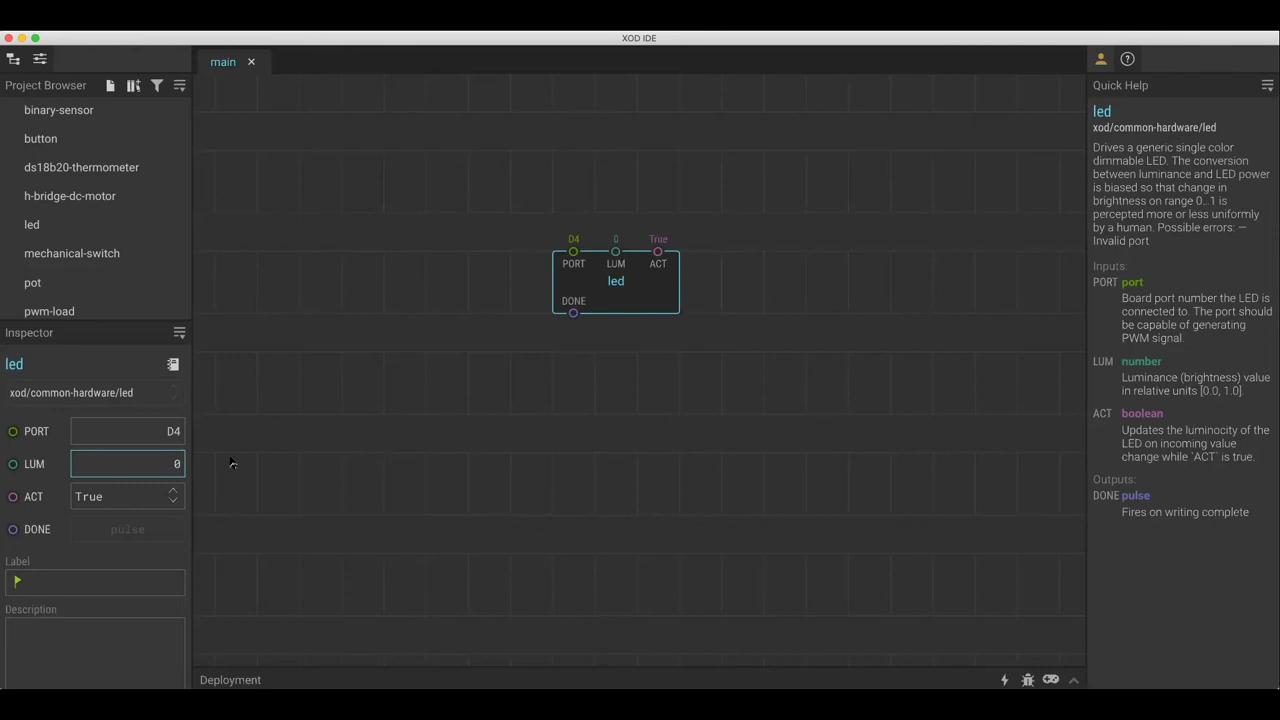 XOD IDE
main
Project Browser
binary-sensor
button
ds18b20-thermometer
h-bridge-dc-motor
led
mechanical-switch
pot
pwm-load
Inspector
led
xod/common-hardware/led
PORT D4
LUM 0
ACT True
DONE pulse
Label
Description
D4 0 True
PORT LUM ACT
led
DONE
Deployment
Quick Help
led
xod/common-hardware/led
Drives a generic single color
dimmable LED. The conversion
between luminance and LED power
is biased so that change in
brightness on range 0...1 is
percepted more or less uniformly
by a human. Possible errors: —
Invalid port
Inputs:
PORT port
Board port number the LED is
connected to. The port should
be capable of generating
PWM signal.
LUM number
Luminance (brightness) value
in relative units [0.0, 1.0].
ACT boolean
Updates the luminocity of the
LED on incoming value
change while `ACT` is true.
Outputs:
DONE pulse
Fires on writing complete